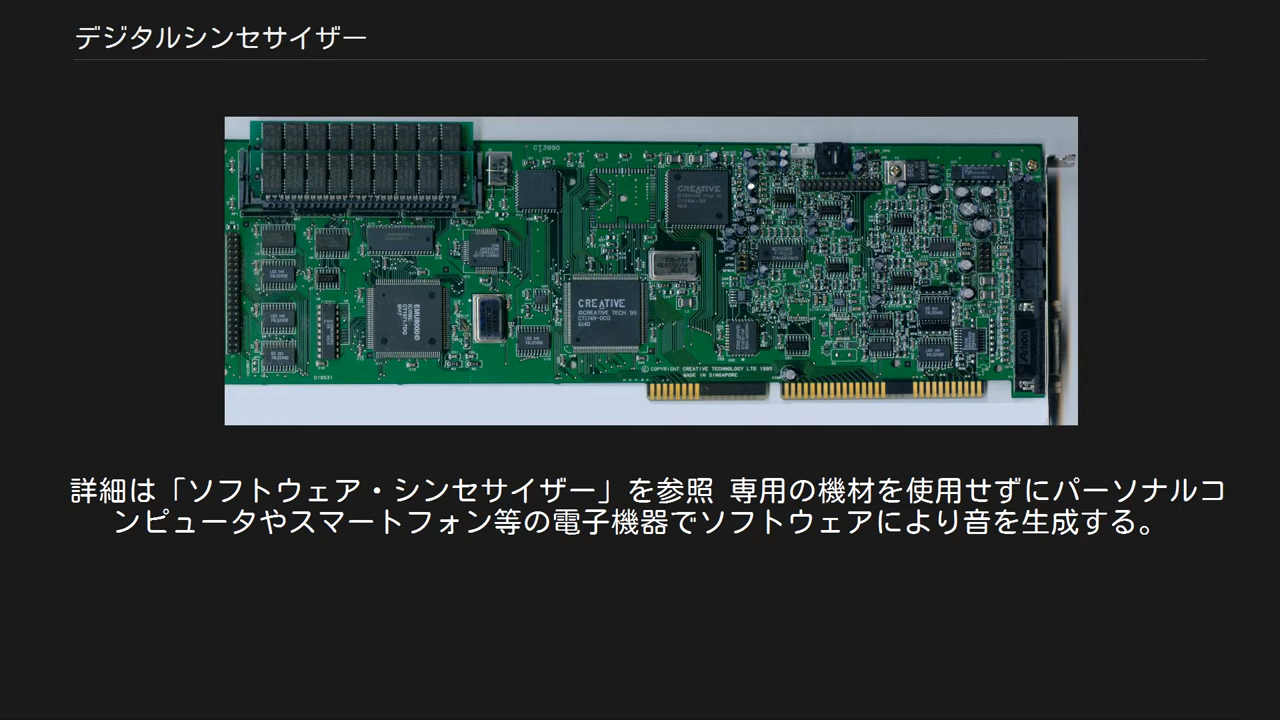 デジタルシンセサイザー
CT3990
CREATIVE
CREATIVE
©CREATIVE TECH 95
CT2749-DCQ
EMU8000
© COPYRIGHT CREATIVE TECHNOLOGY LTD 1995
MADE IN SINGAPORE
019531
詳細は「ソフトウェア・シンセサイザー」を参照 専用の機材を使用せずにパーソナルコ
ンピュータやスマートフォン等の電子機器でソフトウェアにより音を生成する。